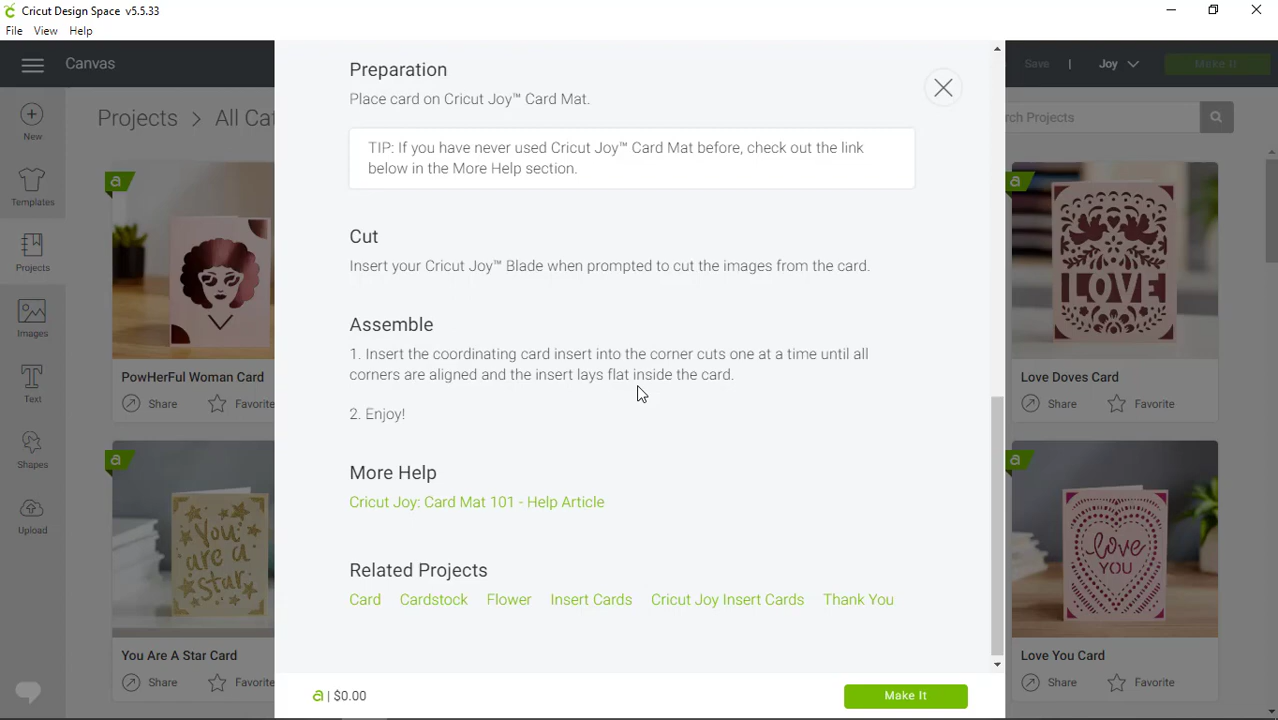 Cricut Design Space v5.5.33
File View Help
Canvas
Save | Joy Make It
Projects > All Cat
rch Projects
New
Templates
Projects
Images
Text
Shapes
Upload
PowHerFul Woman Card
Share Favorite
You Are A Star Card
Share Favorite
Preparation
Place card on Cricut Joy™ Card Mat.
TIP: If you have never used Cricut Joy™ Card Mat before, check out the link
below in the More Help section.
Cut
Insert your Cricut Joy™ Blade when prompted to cut the images from the card.
Assemble
1. Insert the coordinating card insert into the corner cuts one at a time until all
corners are aligned and the insert lays flat inside the card.
2. Enjoy!
More Help
Cricut Joy: Card Mat 101 - Help Article
Related Projects
Card Cardstock Flower Insert Cards Cricut Joy Insert Cards Thank You
a | $0.00
Make It
LOVE
Love Doves Card
Share Favorite
You
are a
Star
love
YOU
Love You Card
Share Favorite